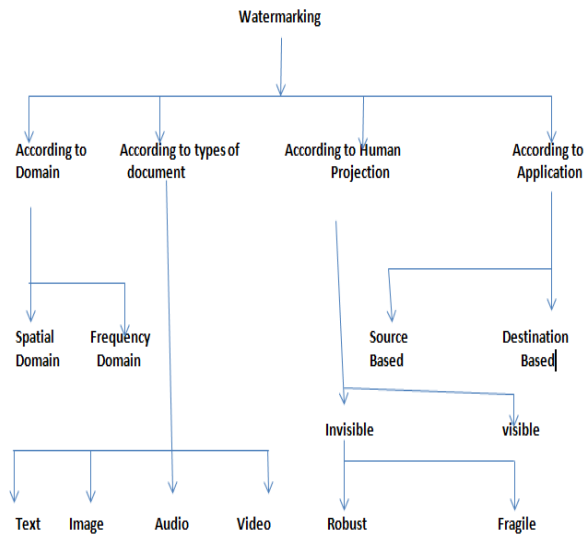 Watermarking
According to
Domain
According to types of
document
According to Human
Projection
According to
Application
Spatial
Domain
Frequency
Domain
Source
Based
Destination
Based
Invisible
visible
Text
Image
Audio
Video
Robust
Fragile